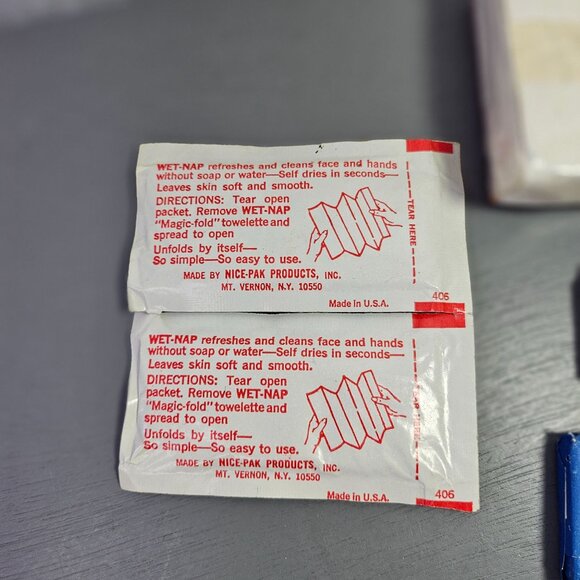 WET-NAP refreshes and cleans face and hands
without soap or water—Self dries in seconds—
Leaves skin soft and smooth.
DIRECTIONS: Tear open
packet. Remove WET-NAP
"Magic-fold" towelette and
spread to open
Unfolds by itself—
So simple—So easy to use.
MADE BY NICE-PAK PRODUCTS, INC.
MT. VERNON, N.Y. 10550
Made in U.S.A.
TEAR HERE
406
WET-NAP refreshes and cleans face and hands
without soap or water—Self dries in seconds—
Leaves skin soft and smooth.
DIRECTIONS: Tear open
packet. Remove WET-NAP
"Magic-fold" towelette and
spread to open
Unfolds by itself—
So simple—So easy to use.
MADE BY NICE-PAK PRODUCTS, INC.
MT. VERNON, N.Y. 10550
Made in U.S.A.
HERE
406